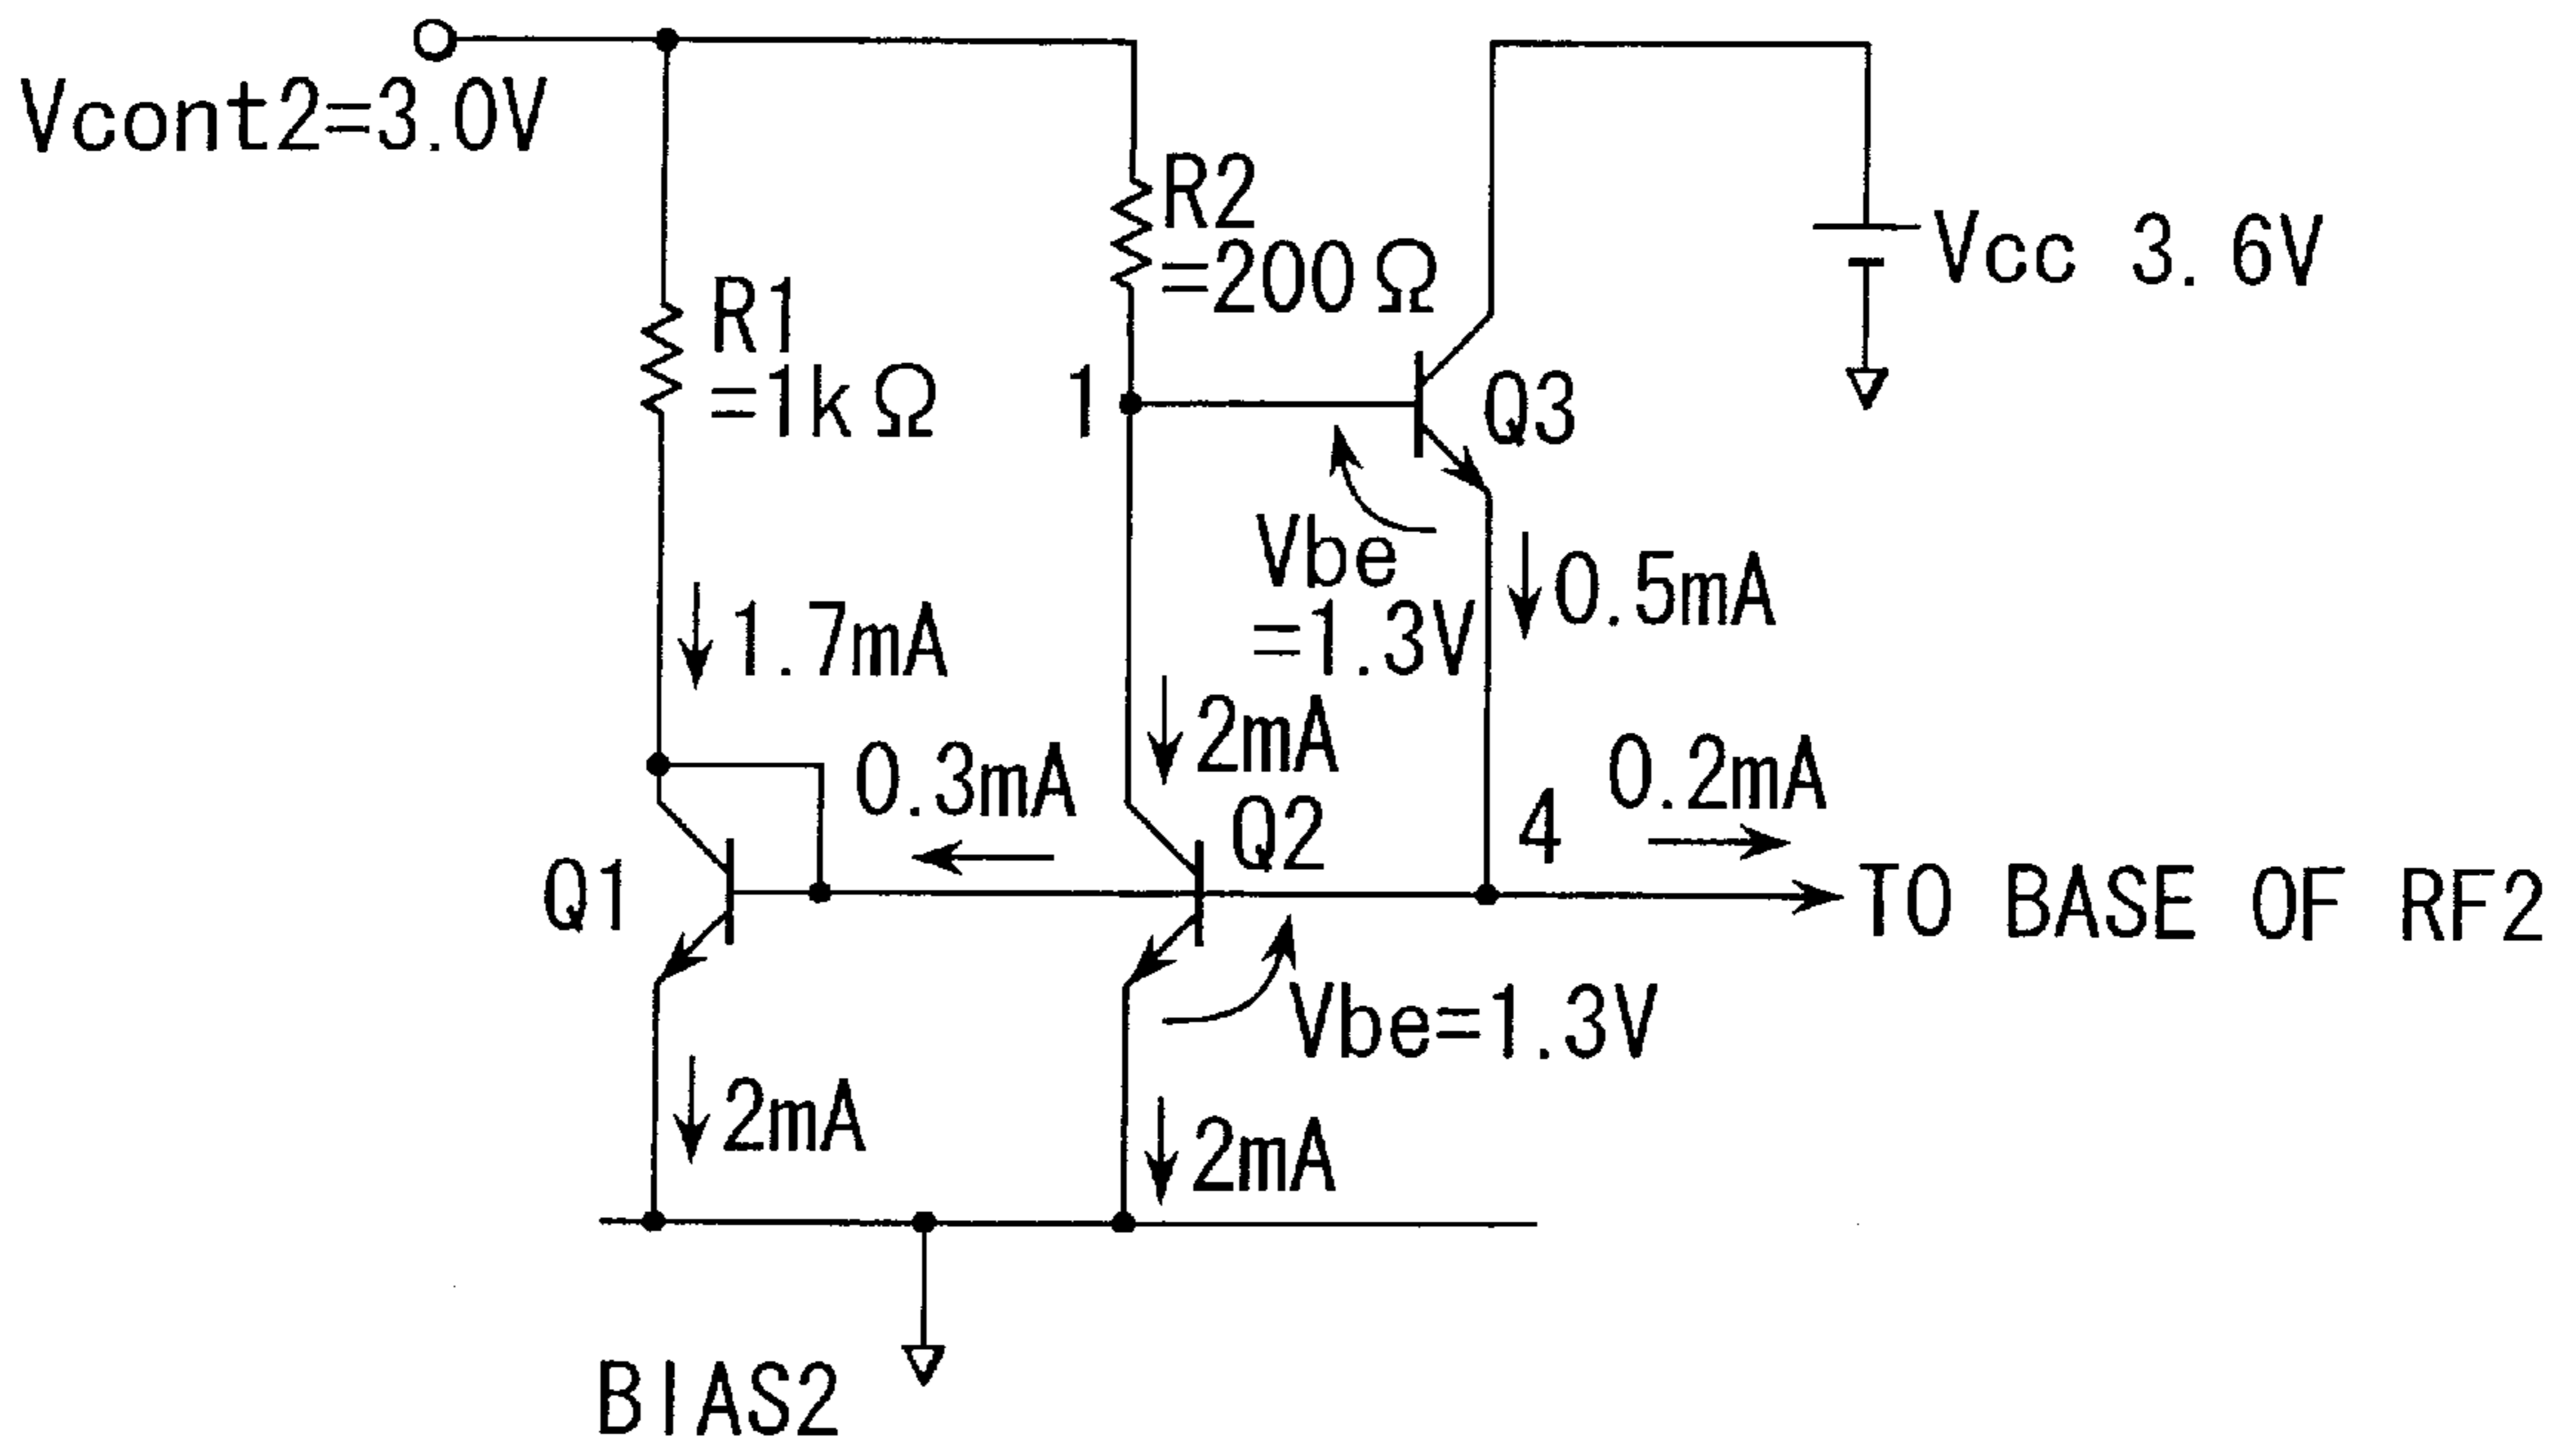 Vcont2=3.0V
R2
=200Ω
Vcc 3.6V
R1
=1kΩ
1
Q3
Vbe
=1.3V
0.5mA
1.7mA
2mA
0.3mA
0.2mA
Q2
4
Q1
TO BASE OF RF2
Vbe=1.3V
2mA
2mA
BIAS2